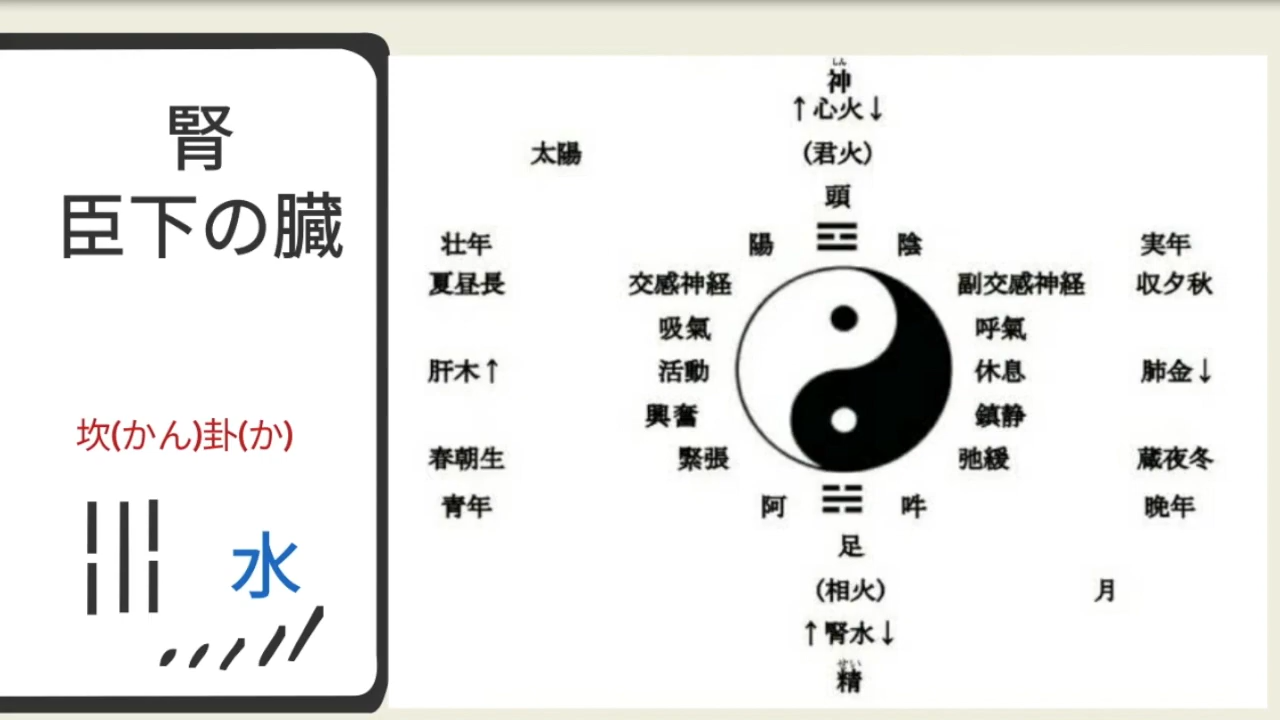 腎
臣下の臓
坎(かん)卦(か)
水
しん
神
↑心火↓
太陽 (君火)
頭
陽 ☲ 陰
壮年 実年
夏昼長 交感神経 副交感神経 収夕秋
吸氣 呼氣
肝木↑ 活動 休息 肺金↓
興奮 鎮静
春朝生 緊張 弛緩 蔵夜冬
青年 阿 ☵ 吽 晩年
足
(相火) 月
↑腎水↓
せい
精